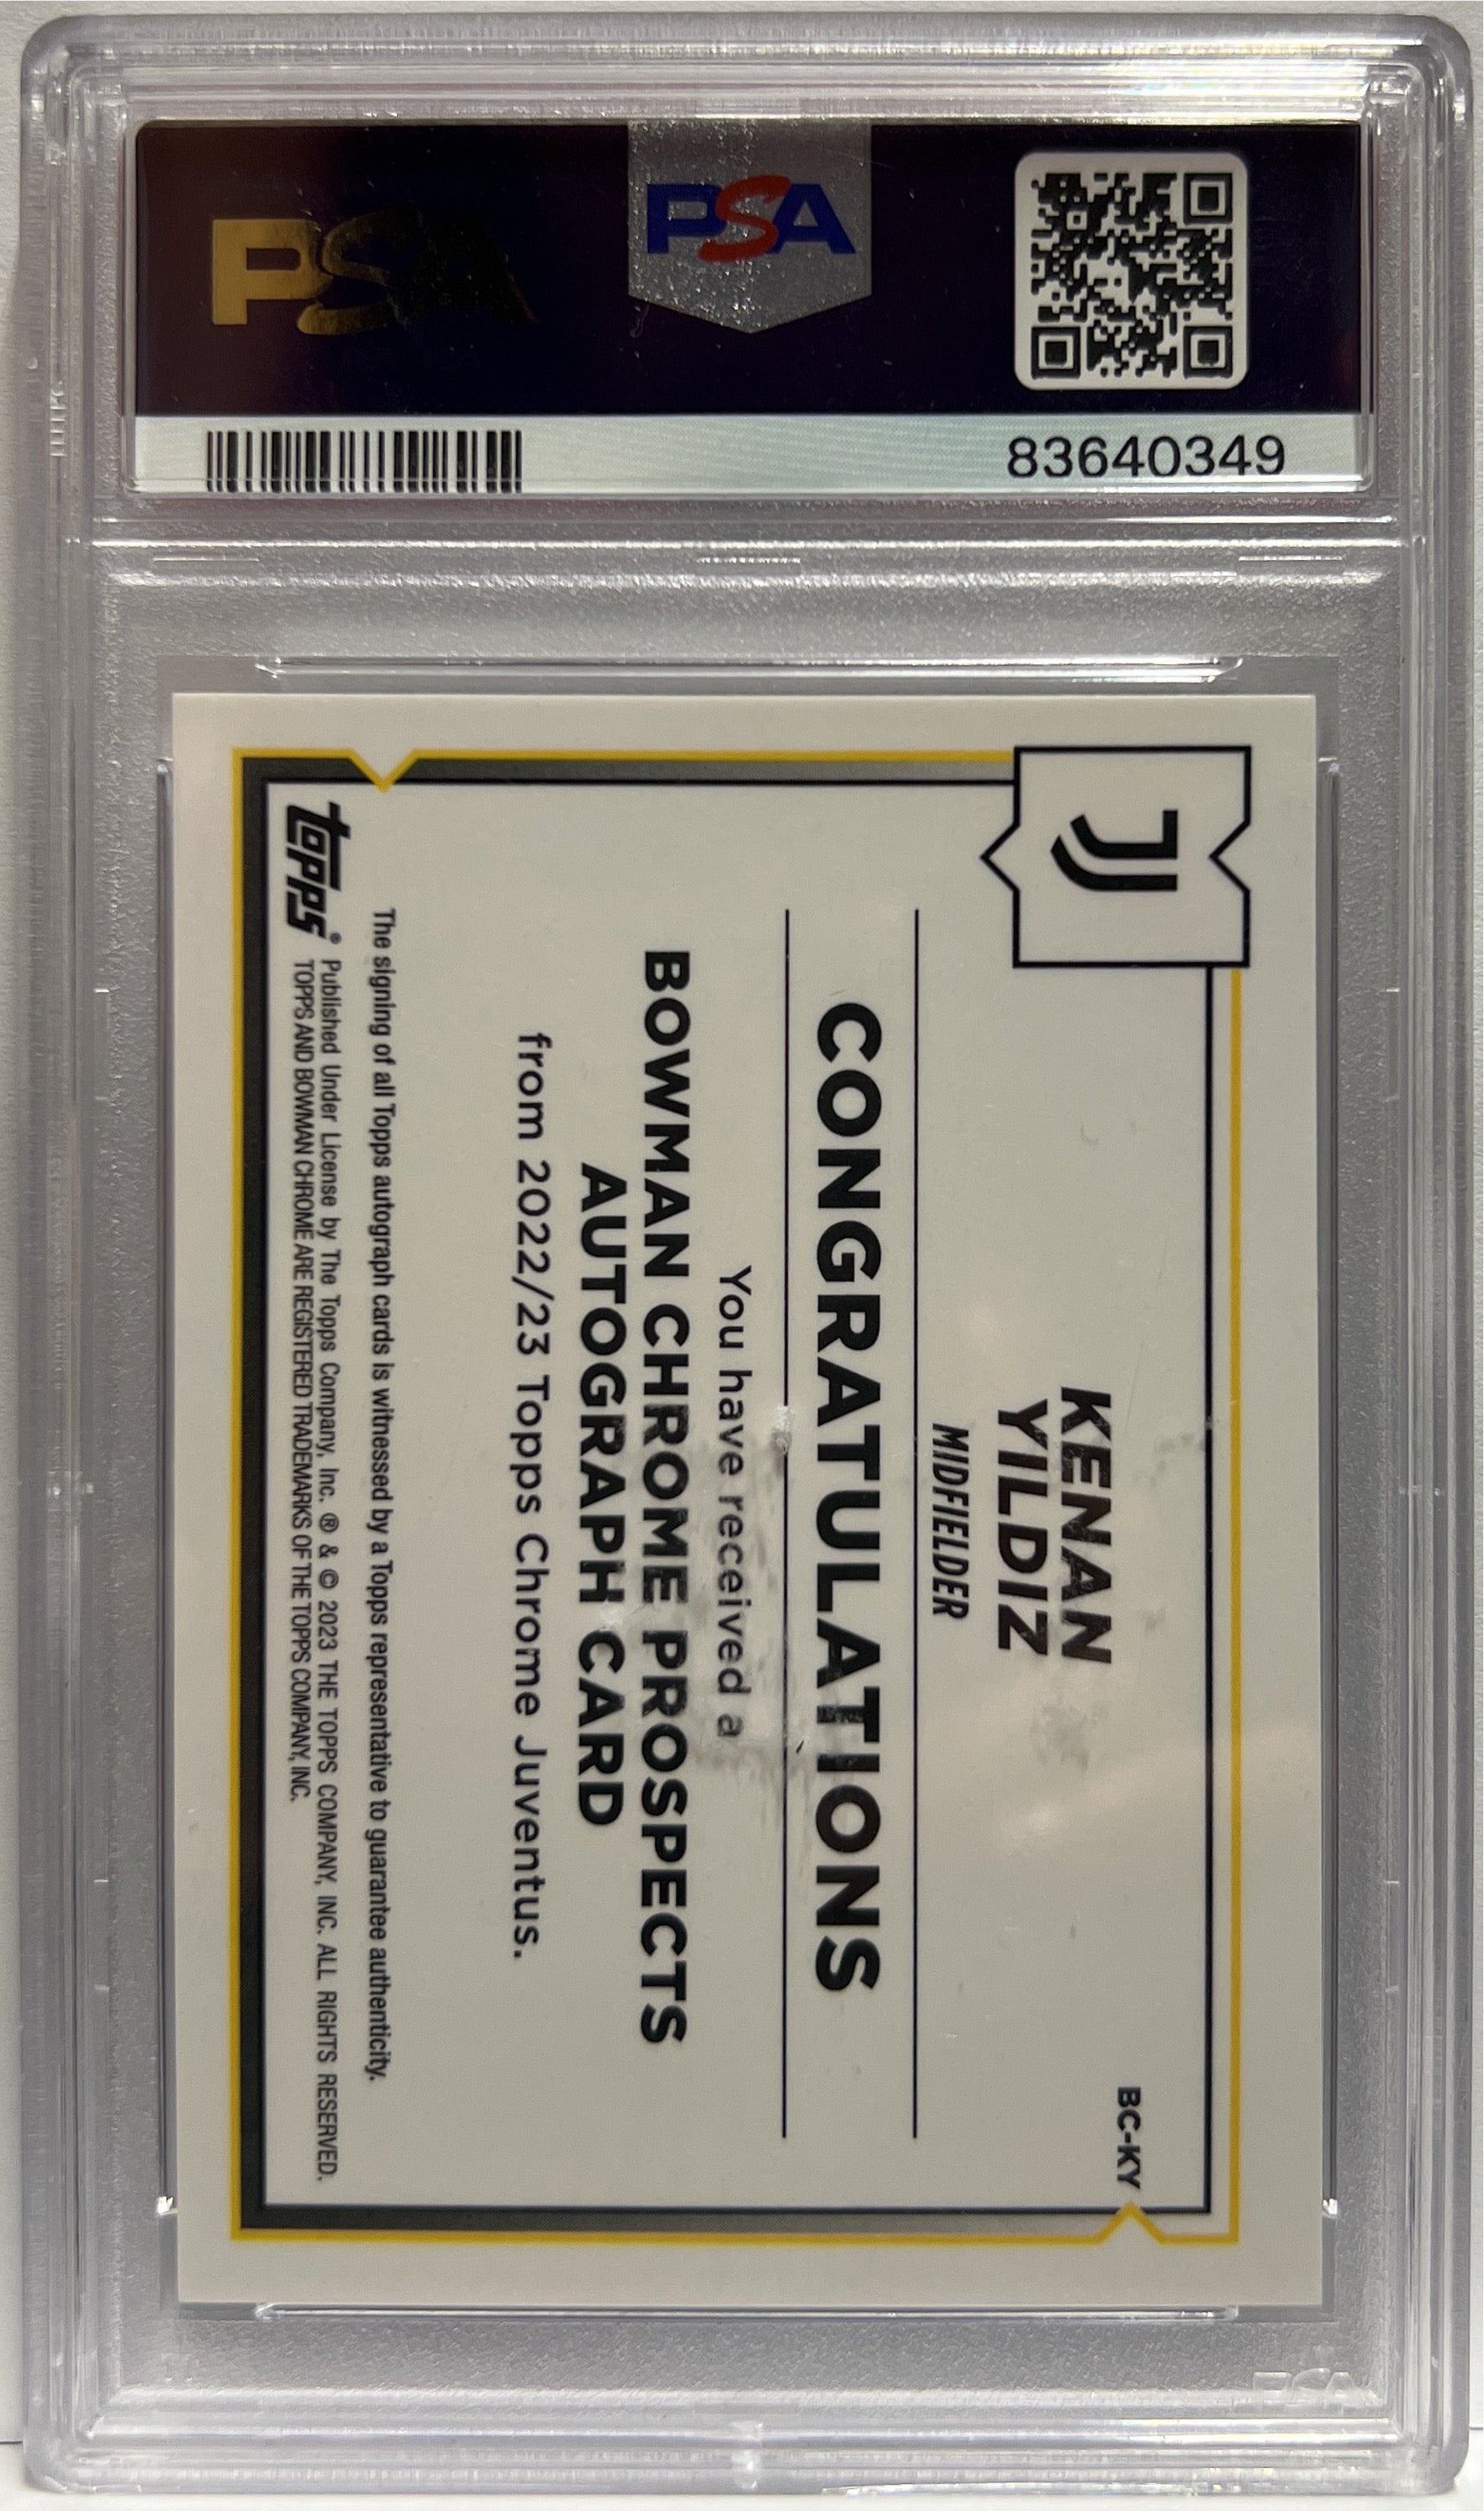 PSA
PSA
83640349
BC-KY
KENAN
YILDIZ
MIDFIELDER
CONGRATULATIONS
You have received a
BOWMAN CHROME PROSPECTS
AUTOGRAPH CARD
from 2022/23 Topps Chrome Juventus.
The signing of all Topps autograph cards is witnessed by a Topps representative to guarantee authenticity.
topps®
Published Under License by The Topps Company, Inc. ® & © 2023 THE TOPPS COMPANY, INC. ALL RIGHTS RESERVED.
TOPPS AND BOWMAN CHROME ARE REGISTERED TRADEMARKS OF THE TOPPS COMPANY, INC.
PSA